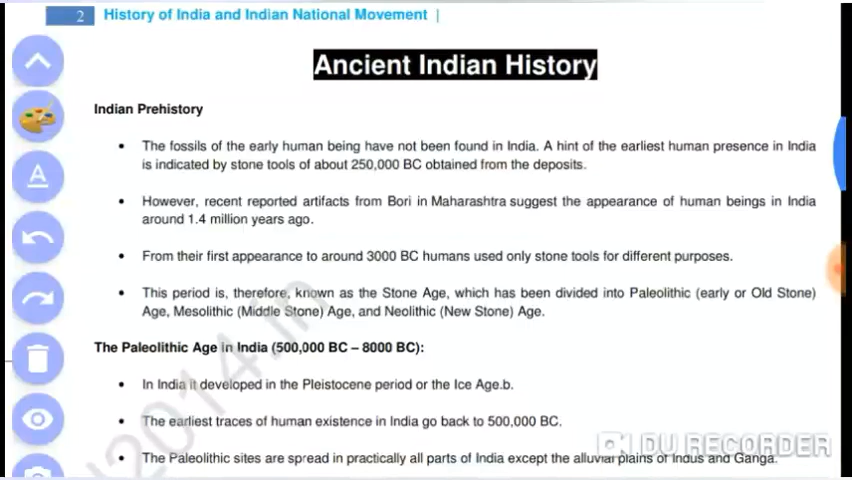 2 History of India and Indian National Movement |
Ancient Indian History
Indian Prehistory
• The fossils of the early human being have not been found in India. A hint of the earliest human presence in India
is indicated by stone tools of about 250,000 BC obtained from the deposits.
• However, recent reported artifacts from Bori in Maharashtra suggest the appearance of human beings in India
around 1.4 million years ago.
• From their first appearance to around 3000 BC humans used only stone tools for different purposes.
• This period is, therefore, known as the Stone Age, which has been divided into Paleolithic (early or Old Stone)
Age, Mesolithic (Middle Stone) Age, and Neolithic (New Stone) Age.
The Paleolithic Age in India (500,000 BC – 8000 BC):
• In India it developed in the Pleistocene period or the Ice Age.b.
• The earliest traces of human existence in India go back to 500,000 BC.
• The Paleolithic sites are spread in practically all parts of India except the alluvial plains of Indus and Ganga.
DU RECORDER
A